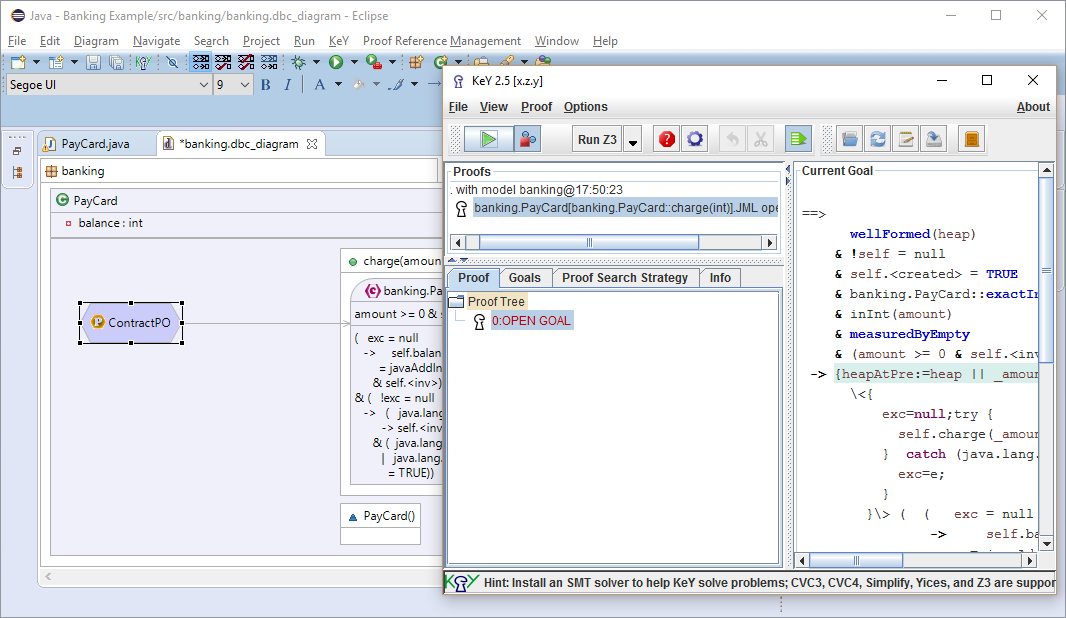 Java - Banking Example/src/banking/banking.dbc_diagram - Eclipse
File Edit Diagram Navigate Search Project Run KeY Proof Reference Management Window Help
Segoe UI 9 B I A
PayCard.java *banking.dbc_diagram
banking
PayCard
balance : int
charge(amoun
banking.Pa
amount >= 0 & s
ContractPO
( exc = null
-> self.balan
= javaAddIn
& self.<inv>)
& ( !exc = null
-> ( java.lang
-> self.<inv
& ( java.lang
| java.lang.
= TRUE))
PayCard()
KeY 2.5 [x.z.y]
File View Proof Options About
Run Z3
Proofs
. with model banking@17:50:23
banking.PayCard[banking.PayCard::charge(int)].JML ope
Proof Goals Proof Search Strategy Info
Proof Tree
0:OPEN GOAL
Current Goal
==>
wellFormed(heap)
& !self = null
& self.<created> = TRUE
& banking.PayCard::exactIn
& inInt(amount)
& measuredByEmpty
& (amount >= 0 & self.<inv
-> {heapAtPre:=heap || _amoun
\<{
exc=null;try {
self.charge(_amoun
} catch (java.lang.
exc=e;
}
}\> ( ( exc = null
-> self.ba
KeY Hint: Install an SMT solver to help KeY solve problems; CVC3, CVC4, Simplify, Yices, and Z3 are suppor